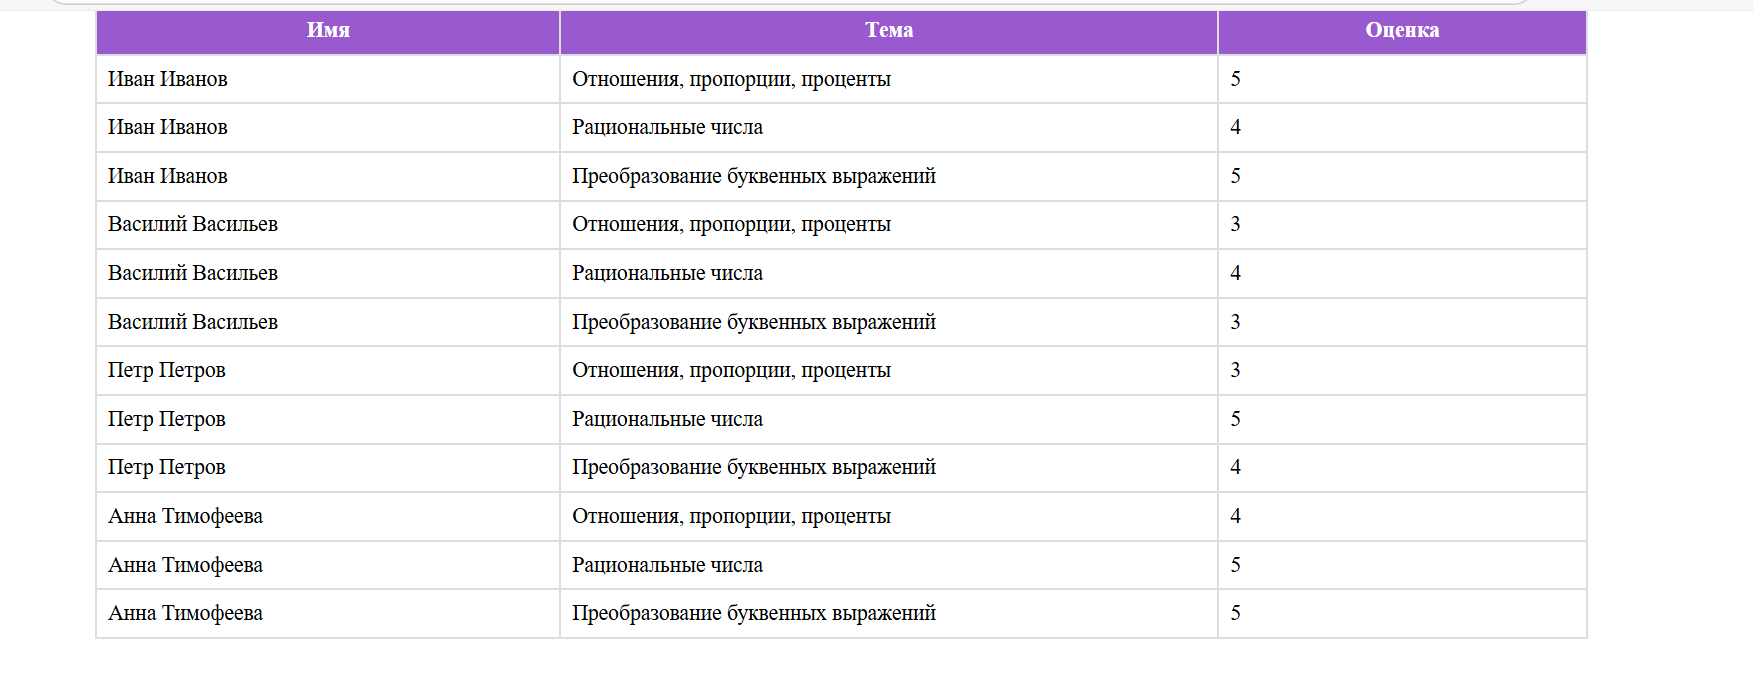 Имя Тема Оценка
Иван Иванов Отношения, пропорции, проценты 5
Иван Иванов Рациональные числа 4
Иван Иванов Преобразование буквенных выражений 5
Василий Васильев Отношения, пропорции, проценты 3
Василий Васильев Рациональные числа 4
Василий Васильев Преобразование буквенных выражений 3
Петр Петров Отношения, пропорции, проценты 3
Петр Петров Рациональные числа 5
Петр Петров Преобразование буквенных выражений 4
Анна Тимофеева Отношения, пропорции, проценты 4
Анна Тимофеева Рациональные числа 5
Анна Тимофеева Преобразование буквенных выражений 5